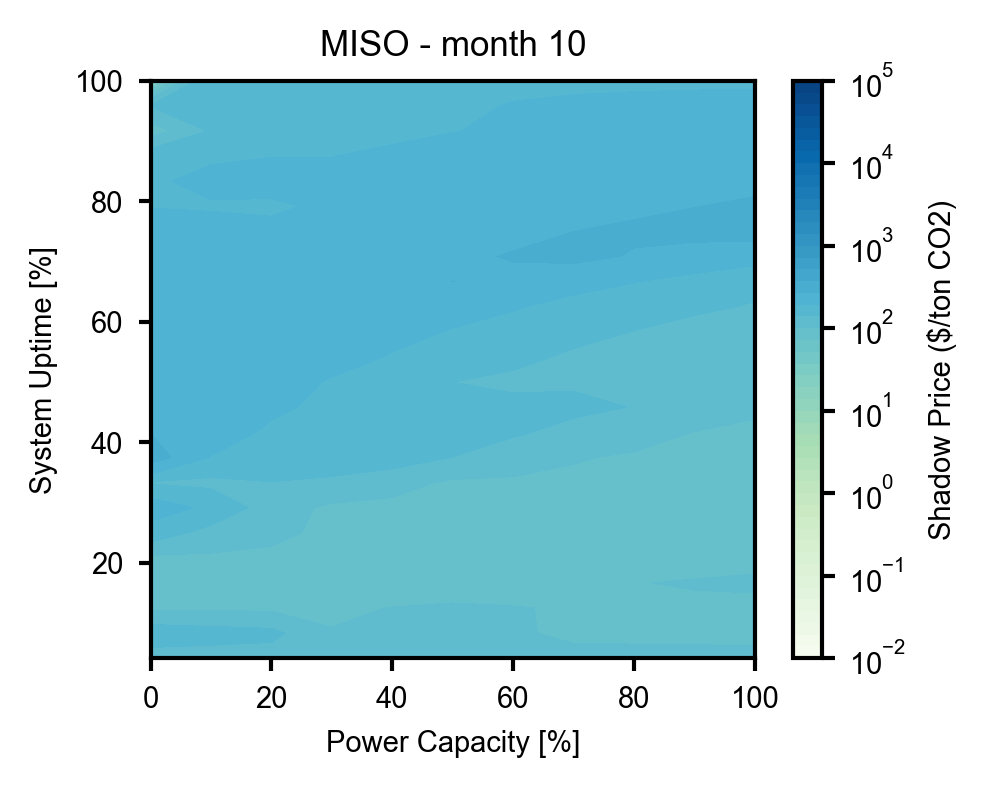 MISO - month 10
100
80
60
40
20
0 20 40 60 80 100
System Uptime [%]
Power Capacity [%]
10^5
10^4
10^3
10^2
10^1
10^0
10^−1
10^−2
Shadow Price ($/ton CO2)